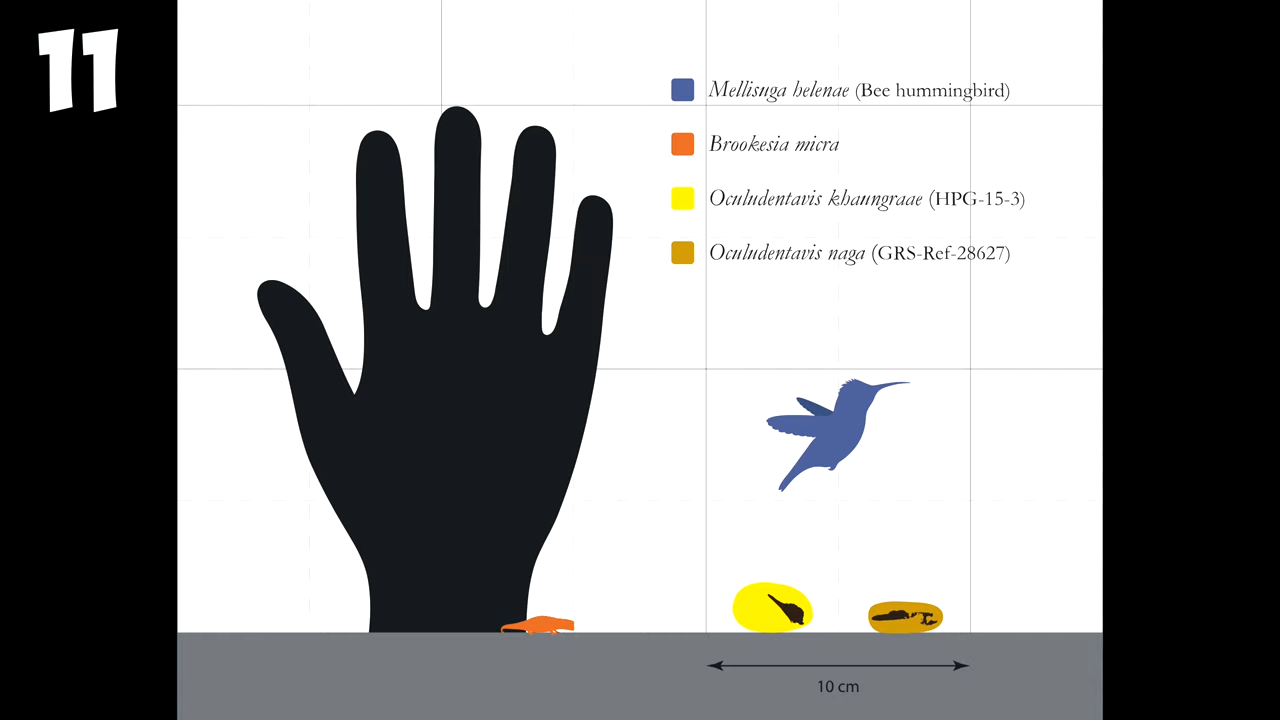 11
Mellisuga helenae (Bee hummingbird)
Brookesia micra
Oculudentavis khaungraae (HPG-15-3)
Oculudentavis naga (GRS-Ref-28627)
10 cm